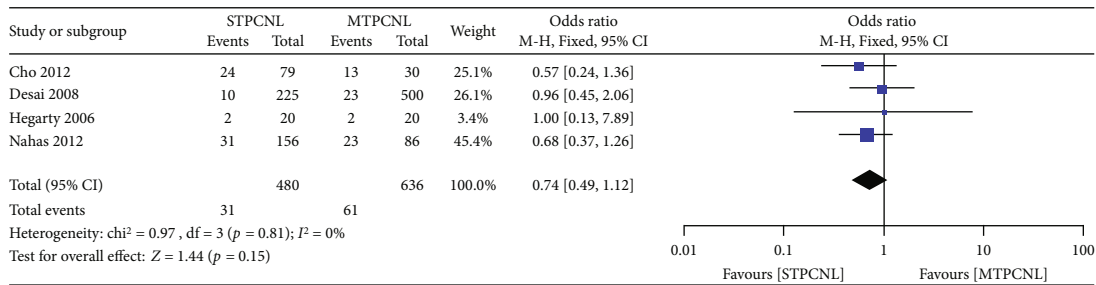 Study or subgroup STPCNL MTPCNL Weight Odds ratio Odds ratio
Events Total Events Total M-H, Fixed, 95% CI M-H, Fixed, 95% CI
Cho 2012 24 79 13 30 25.1% 0.57 [0.24, 1.36]
Desai 2008 10 225 23 500 26.1% 0.96 [0.45, 2.06]
Hegarty 2006 2 20 2 20 3.4% 1.00 [0.13, 7.89]
Nahas 2012 31 156 23 86 45.4% 0.68 [0.37, 1.26]
Total (95% CI) 480 636 100.0% 0.74 [0.49, 1.12]
Total events 31 61
Heterogeneity: chi² = 0.97 , df = 3 (p = 0.81); I² = 0%
Test for overall effect: Z = 1.44 (p = 0.15)
0.01 0.1 1 10 100
Favours [STPCNL] Favours [MTPCNL]